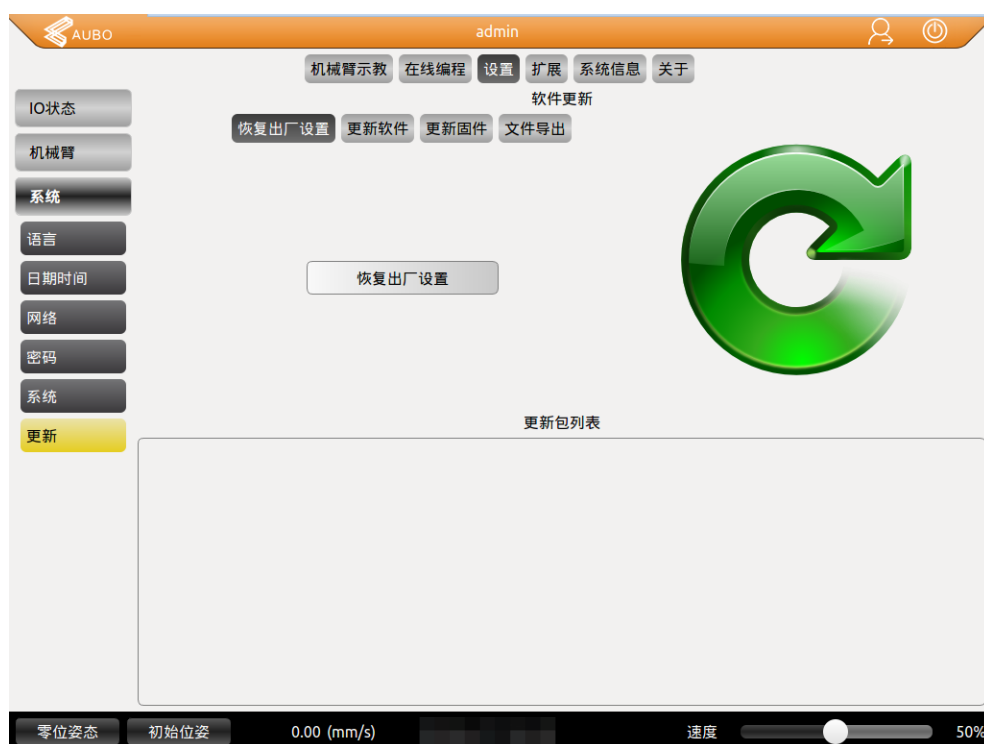 AUBO
admin
机械臂示教 在线编程 设置 扩展 系统信息 关于
软件更新
恢复出厂设置 更新软件 更新固件 文件导出
IO状态
机械臂
系统
语言
日期时间
网络
密码
系统
更新
恢复出厂设置
更新包列表
零位姿态 初始位姿 0.00 (mm/s) 速度 50%